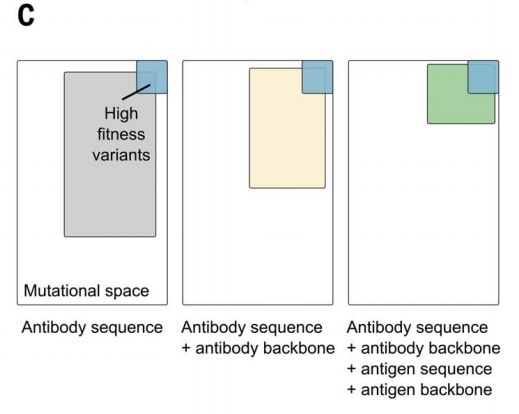 C
High
fitness
variants
Mutational space
Antibody sequence
Antibody sequence
+ antibody backbone
Antibody sequence
+ antibody backbone
+ antigen sequence
+ antigen backbone